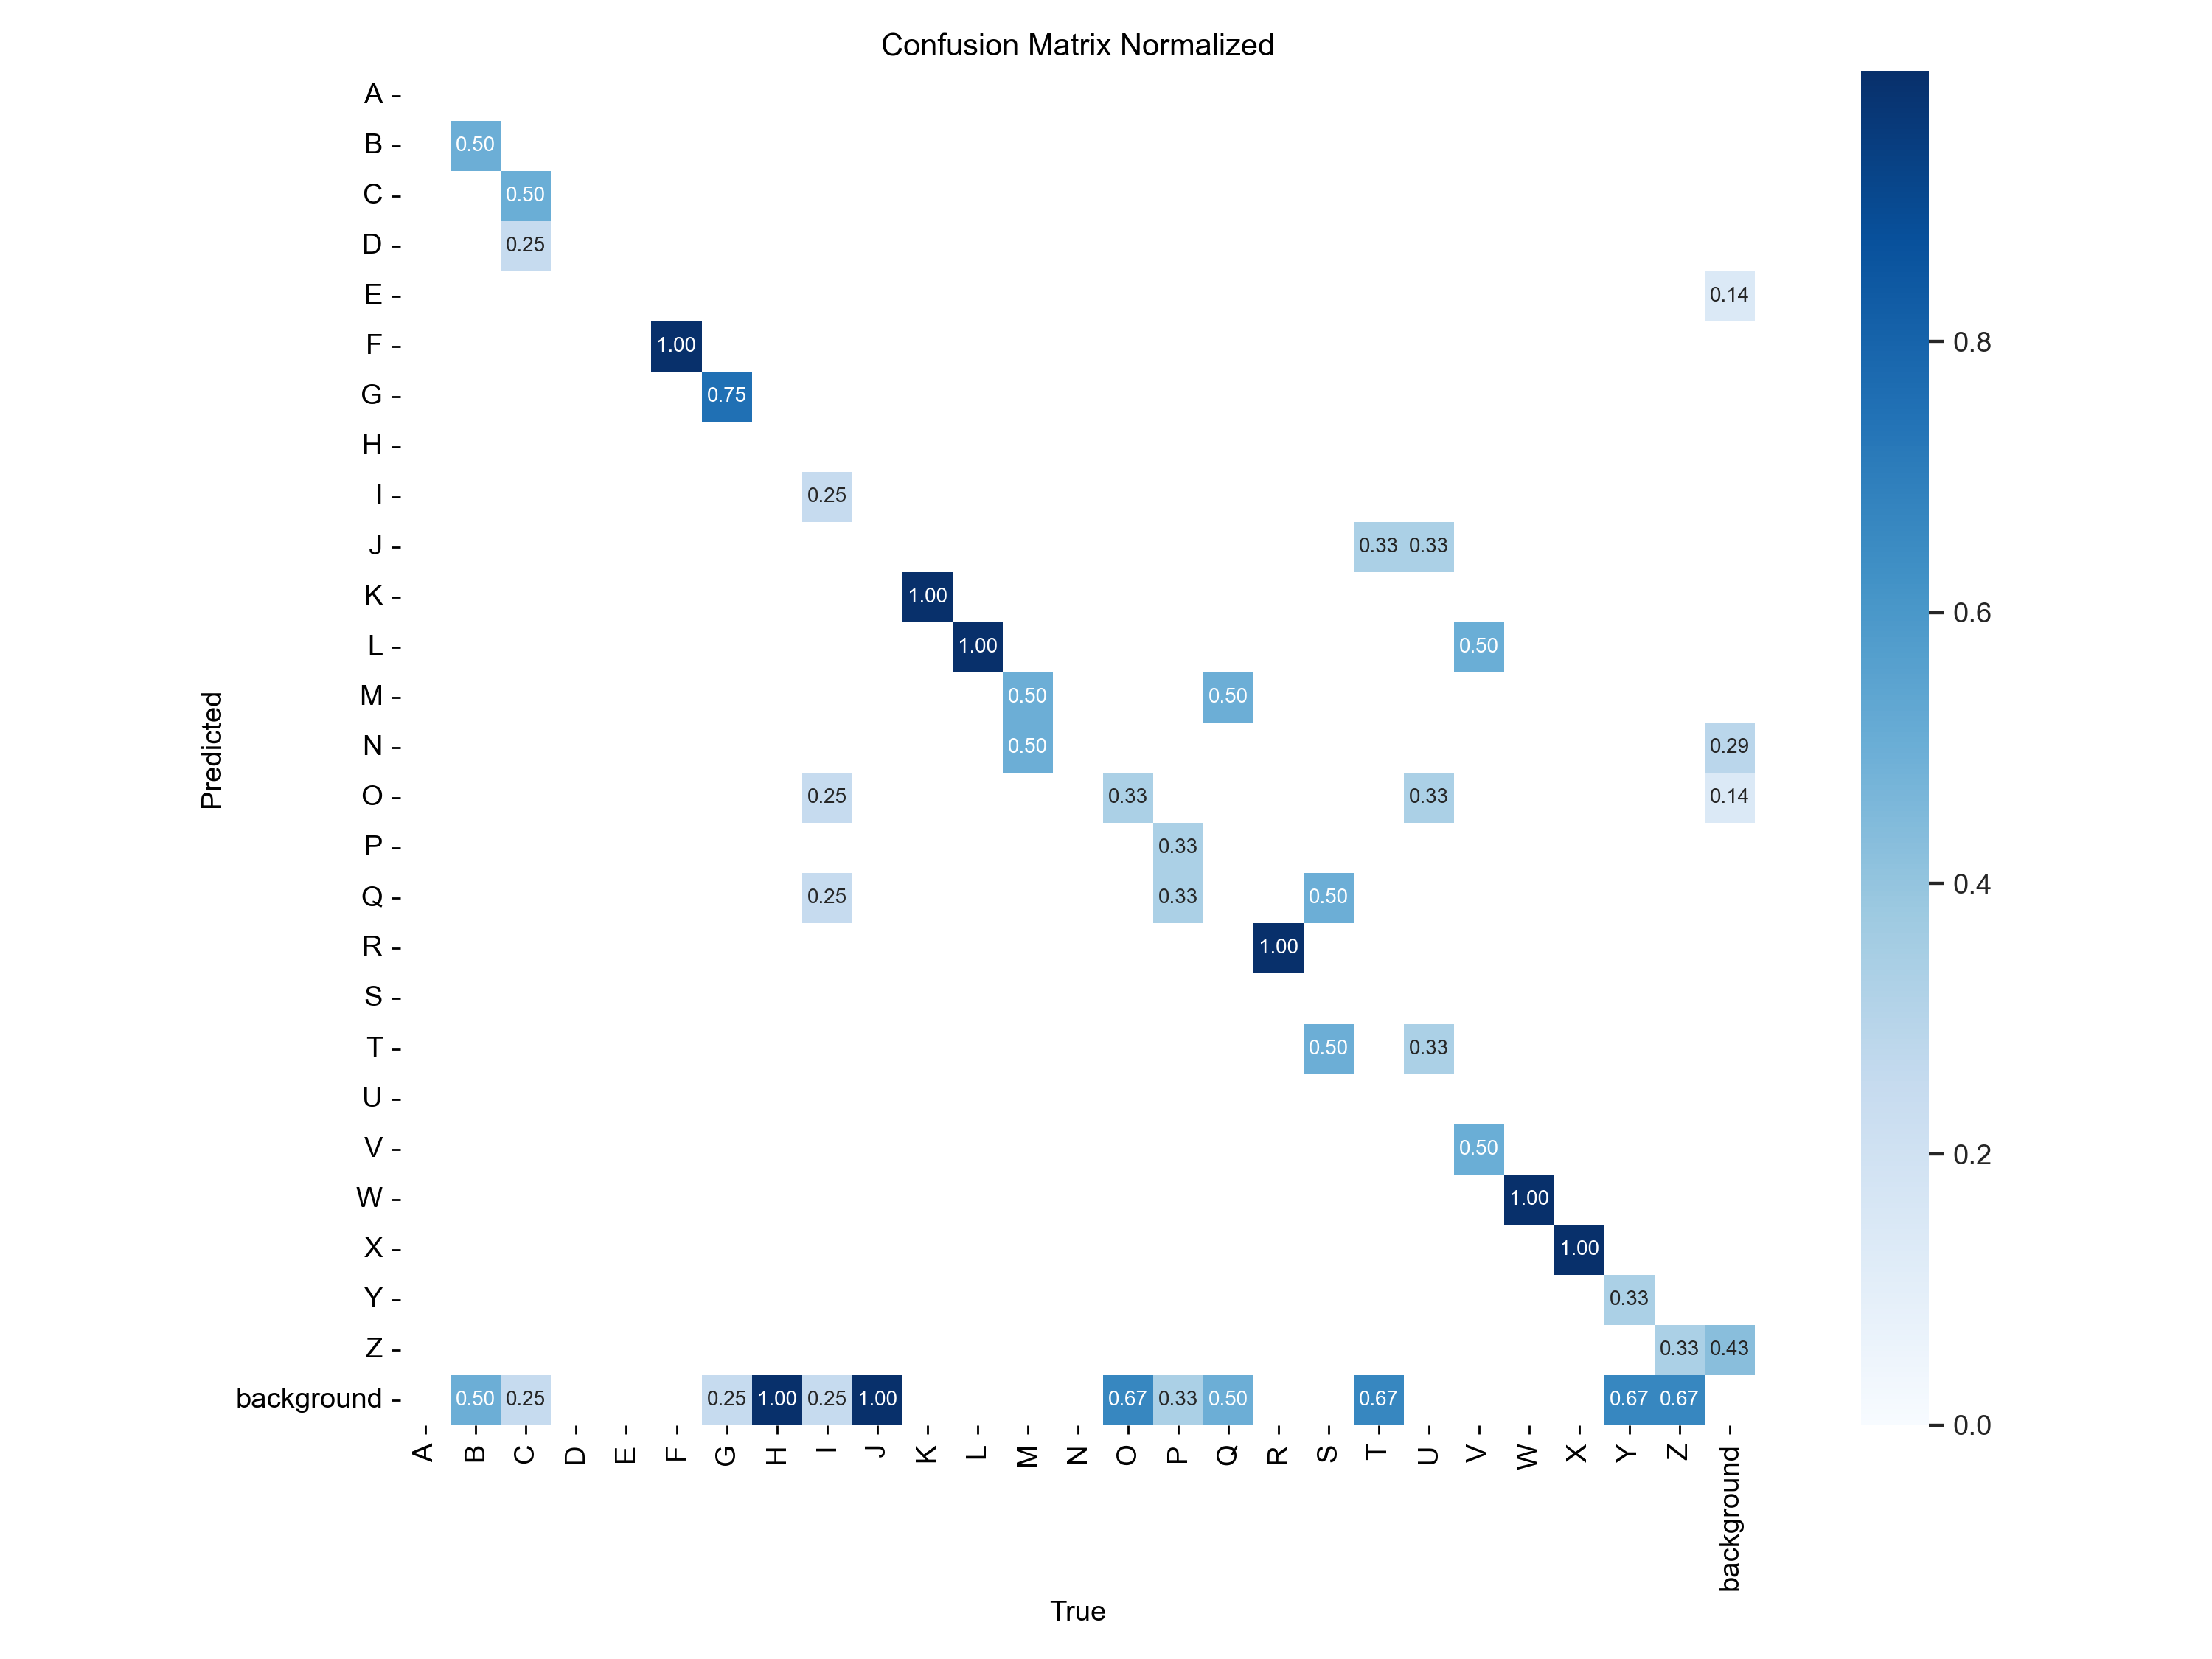 Confusion Matrix Normalized
A
B 0.50
C 0.50
D 0.25
E 0.14
F 1.00 0.8
G 0.75
H
I 0.25
J 0.33 0.33
K 1.00 0.6
L 1.00 0.50
M 0.50 0.50
N 0.50 0.29
Predicted
O 0.25 0.33 0.33 0.14
P 0.33
Q 0.25 0.33 0.50 0.4
R 1.00
S
T 0.50 0.33
U
V 0.50 0.2
W 1.00
X 1.00
Y 0.33
Z 0.33 0.43
background 0.50 0.25 0.25 1.00 0.25 1.00 0.67 0.33 0.50 0.67 0.67 0.67 0.0
A B C D E F G H I J K L M N O P Q R S T U V W X Y Z background
True